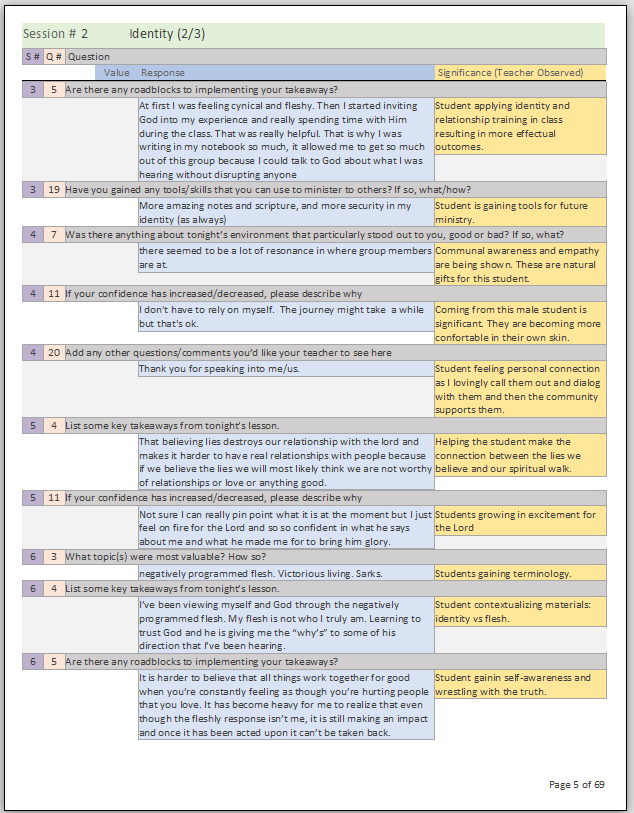 Session # 2 Identity (2/3)
S # Q # Question
Value Response Significance (Teacher Observed)
3 5 Are there any roadblocks to implementing your takeaways?
At first I was feeling cynical and fleshy. Then I started inviting
God into my experience and really spending time with Him
during the class. That was really helpful. That is why I was
writing in my notebook so much, it allowed me to get so much
out of this group because I could talk to God about what I was
hearing without disrupting anyone
Student applying identity and
relationship training in class
resulting in more effectual
outcomes.
3 19 Have you gained any tools/skills that you can use to minister to others? If so, what/how?
More amazing notes and scripture, and more security in my
identity (as always)
Student is gaining tools for future
ministry.
4 7 Was there anything about tonight's environment that particularly stood out to you, good or bad? If so, what?
there seemed to be a lot of resonance in where group members
are at.
Communal awareness and empathy
are being shown. These are natural
gifts for this student.
4 11 If your confidence has increased/decreased, please describe why
I don't have to rely on myself. The journey might take a while
but that's ok.
Coming from this male student is
significant. They are becoming more
confortable in their own skin.
4 20 Add any other questions/comments you'd like your teacher to see here
Thank you for speaking into me/us.
Student feeling personal connection
as I lovingly call them out and dialog
with them and then the community
supports them.
5 4 List some key takeaways from tonight's lesson.
That believing lies destroys our relationship with the lord and
makes it harder to have real relationships with people because
if we believe the lies we will most likely think we are not worthy
of relationships or love or anything good.
Helping the student make the
connection between the lies we
believe and our spiritual walk.
5 11 If your confidence has increased/decreased, please describe why
Not sure I can really pin point what it is at the moment but I just
feel on fire for the Lord and so so confident in what he says
about me and what he made me for to bring him glory.
Students growing in excitement for
the Lord
6 3 What topic(s) were most valuable? How so?
negatively programmed flesh. Victorious living. Sarks.
Students gaining terminology.
6 4 List some key takeaways from tonight's lesson.
I've been viewing myself and God through the negatively
programmed flesh. My flesh is not who I truly am. Learning to
trust God and he is giving me the "why's" to some of his
direction that I've been hearing.
Student contextualizing materials:
identity vs flesh.
6 5 Are there any roadblocks to implementing your takeaways?
It is harder to believe that all things work together for good
when you're constantly feeling as though you're hurting people
that you love. It has become heavy for me to realize that even
though the fleshly response isn't me, it is still making an impact
and once it has been acted upon it can't be taken back.
Student gainin self-awareness and
wrestling with the truth.
Page 5 of 69